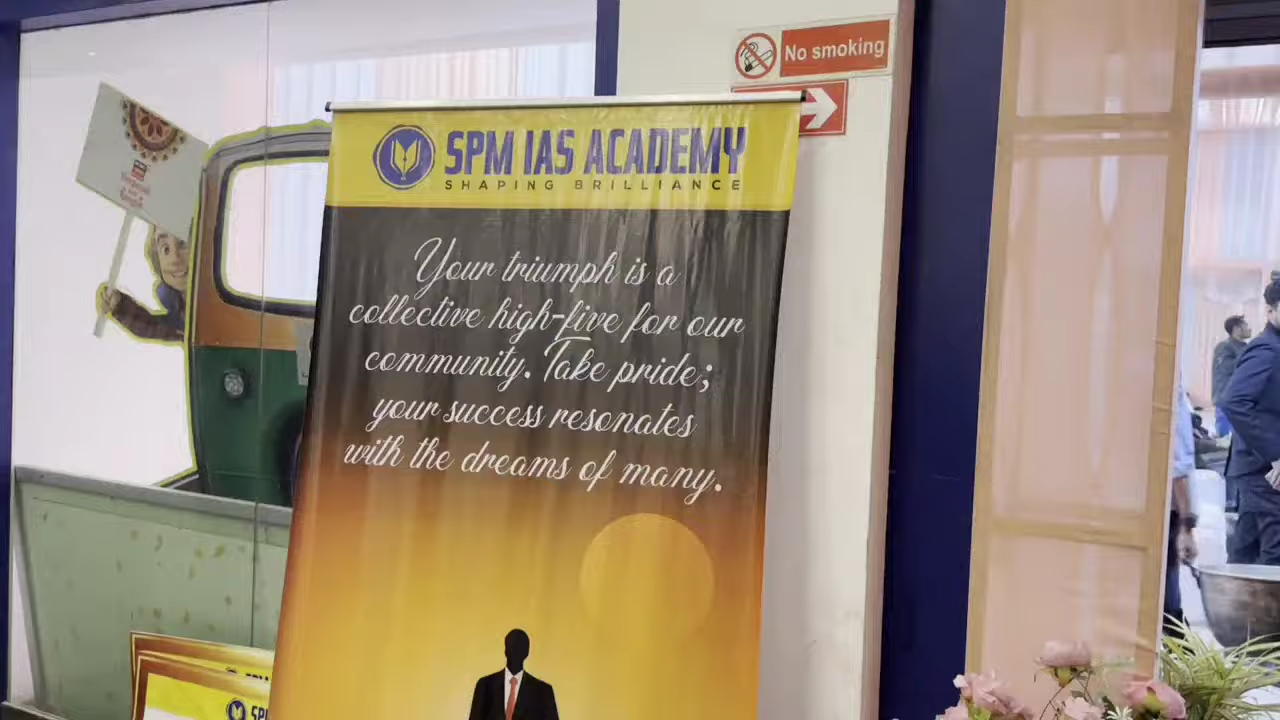 No smoking
SPM IAS ACADEMY
SHAPING BRILLIANCE
Your triumph is a
collective high-five for our
community. Take pride;
your success resonates
with the dreams of many.